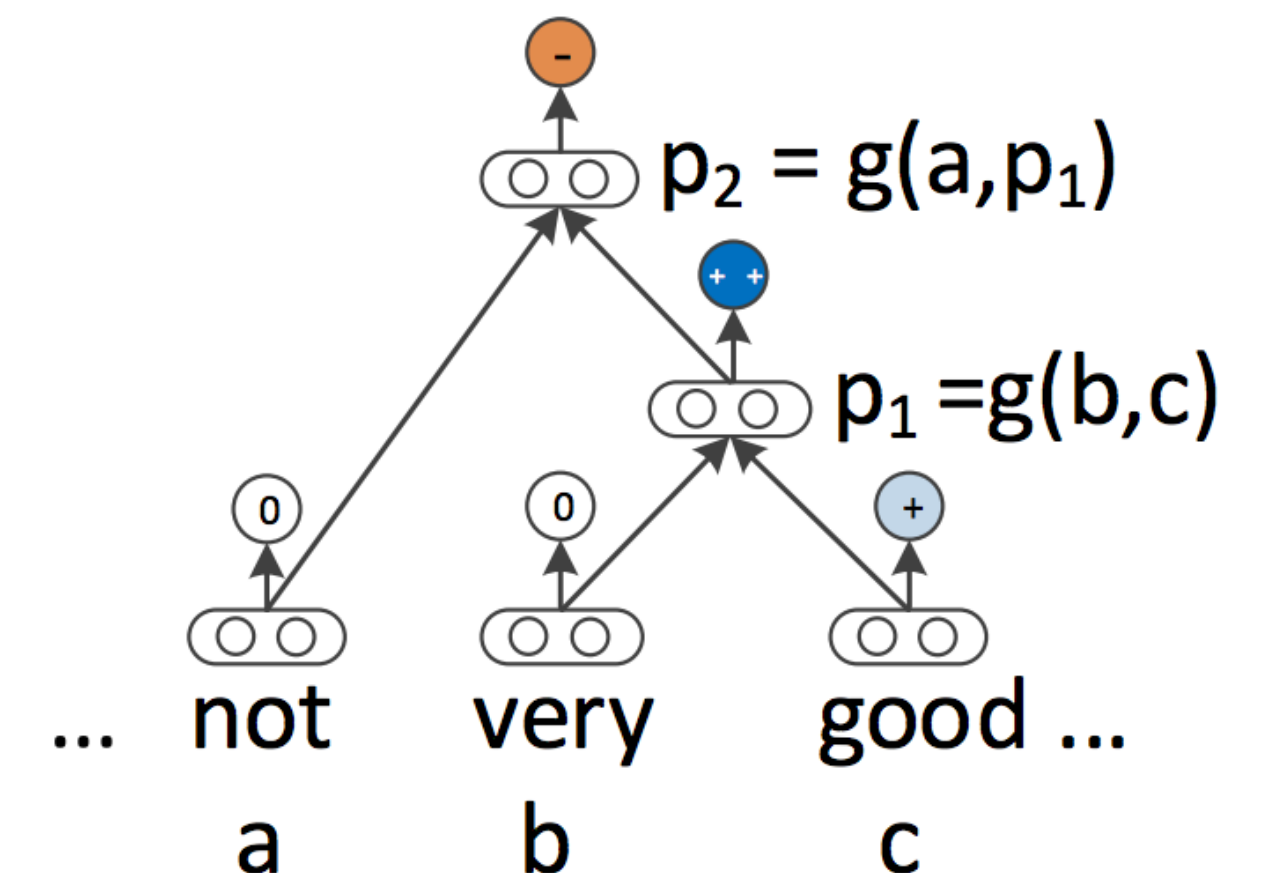 -
p₂ = g(a,p₁)
+ +
p₁ =g(b,c)
0 0 +
... not very good ...
a b c